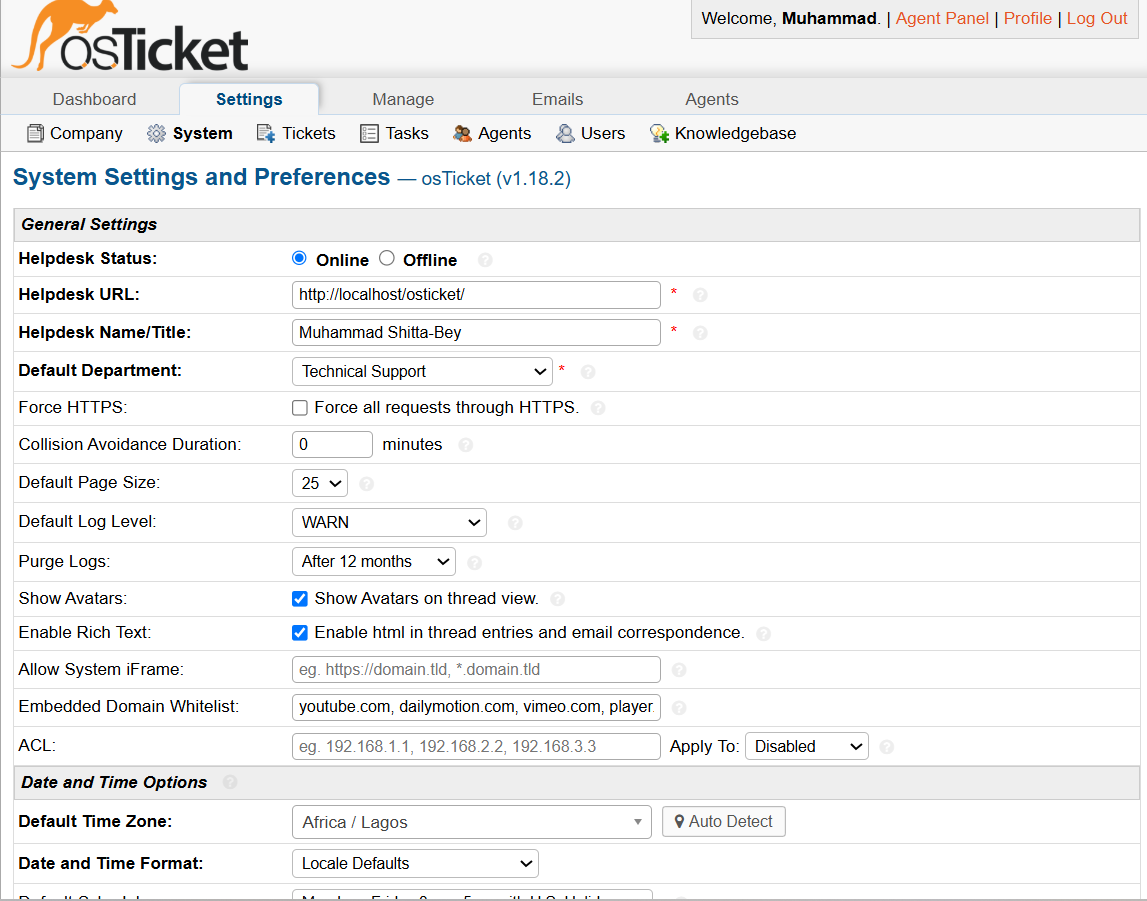 osTicket
Welcome, Muhammad. | Agent Panel | Profile | Log Out
Dashboard Settings Manage Emails Agents
Company System Tickets Tasks Agents Users Knowledgebase
System Settings and Preferences — osTicket (v1.18.2)
General Settings
Helpdesk Status: Online Offline ?
Helpdesk URL: http://localhost/osticket/ * ?
Helpdesk Name/Title: Muhammad Shitta-Bey * ?
Default Department: Technical Support * ?
Force HTTPS: Force all requests through HTTPS. ?
Collision Avoidance Duration: 0 minutes ?
Default Page Size: 25 ?
Default Log Level: WARN ?
Purge Logs: After 12 months ?
Show Avatars: Show Avatars on thread view. ?
Enable Rich Text: Enable html in thread entries and email correspondence. ?
Allow System iFrame: eg. https://domain.tld, *.domain.tld ?
Embedded Domain Whitelist: youtube.com, dailymotion.com, vimeo.com, player. ?
ACL: eg. 192.168.1.1, 192.168.2.2, 192.168.3.3 Apply To: Disabled ?
Date and Time Options ?
Default Time Zone: Africa / Lagos Auto Detect
Date and Time Format: Locale Defaults